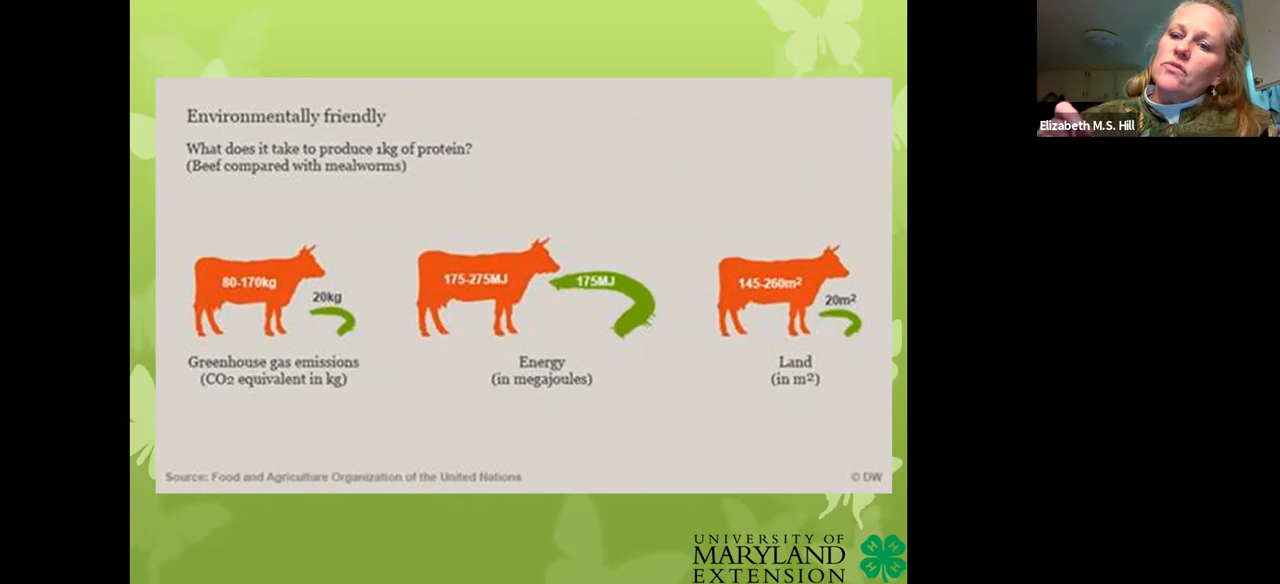 Environmentally friendly
What does it take to produce 1kg of protein?
(Beef compared with mealworms)
80-170kg
20kg
Greenhouse gas emissions
(CO2 equivalent in kg)
175-275MJ
175MJ
Energy
(in megajoules)
145-260m²
20m²
Land
(in m²)
Source: Food and Agriculture Organization of the United Nations
© DW
UNIVERSITY OF
MARYLAND
EXTENSION
H H H H
Elizabeth M.S. Hill